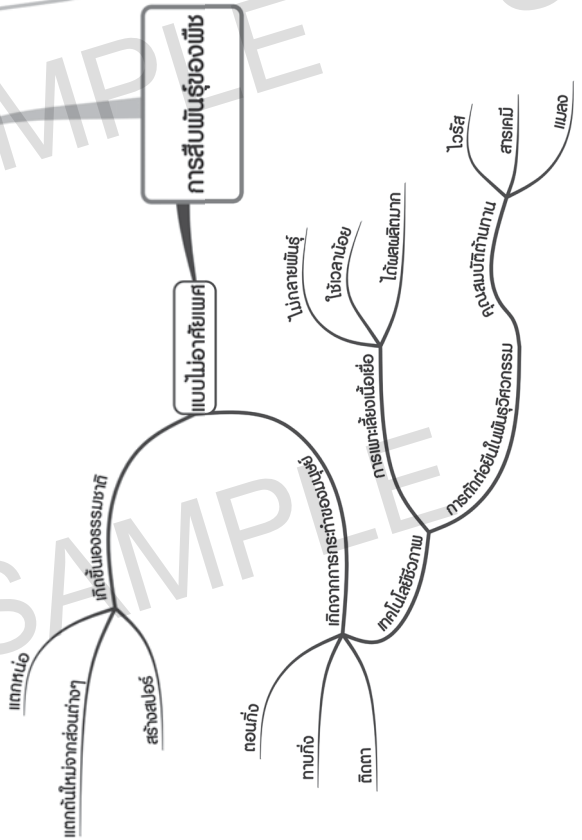 การสืบพันธุ์ของพืช
แบบไม่อาศัยเพศ
เกิดขึ้นเองธรรมชาติ
แตกหน่อ
แตกต้นใหม่จากส่วนต่างๆ
สร้างสปอร์
เกิดจากการกระทำของมนุษย์
ตอนกิ่ง
ทาบกิ่ง
ติดตา
เทคโนโลยีชีวภาพ
การเพาะเลี้ยงเนื้อเยื่อ
ไม่กลายพันธุ์
ใช้เวลาน้อย
ได้ผลผลิตมาก
การตัดต่อยีนในพันธุวิศวกรรม
คุณสมบัติต้านทาน
ไวรัส
สารเคมี
แมลง
SAMPLE
SAMPLE